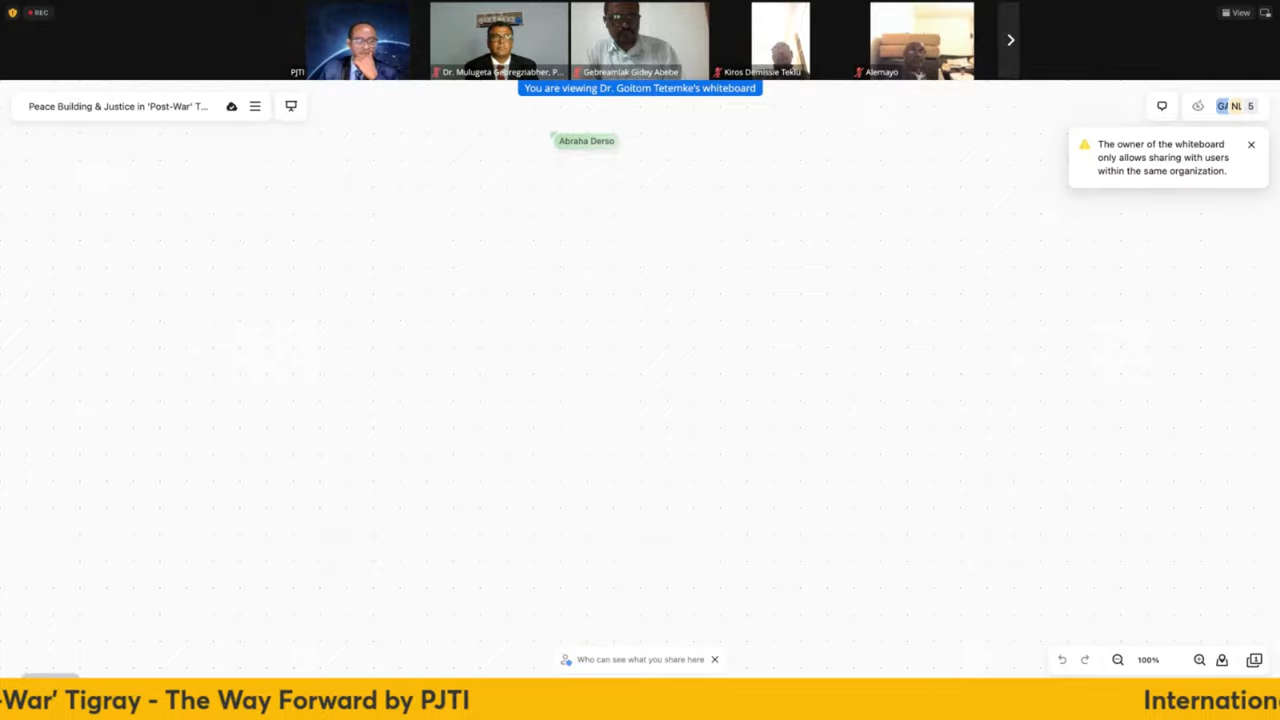 REC
View
PJTI
Dr. Mulugeta Gebregziabher, P...
Gebreamlak Gidey Abebe
Kiros Demissie Teklu
Alemayo
You are viewing Dr. Goitom Tetemke's whiteboard
Peace Building & Justice in 'Post-War' T...
GA NL 5
Abraha Derso
The owner of the whiteboard
only allows sharing with users
within the same organization.
Who can see what you share here
100%
-War' Tigray - The Way Forward by PJTI
Internation